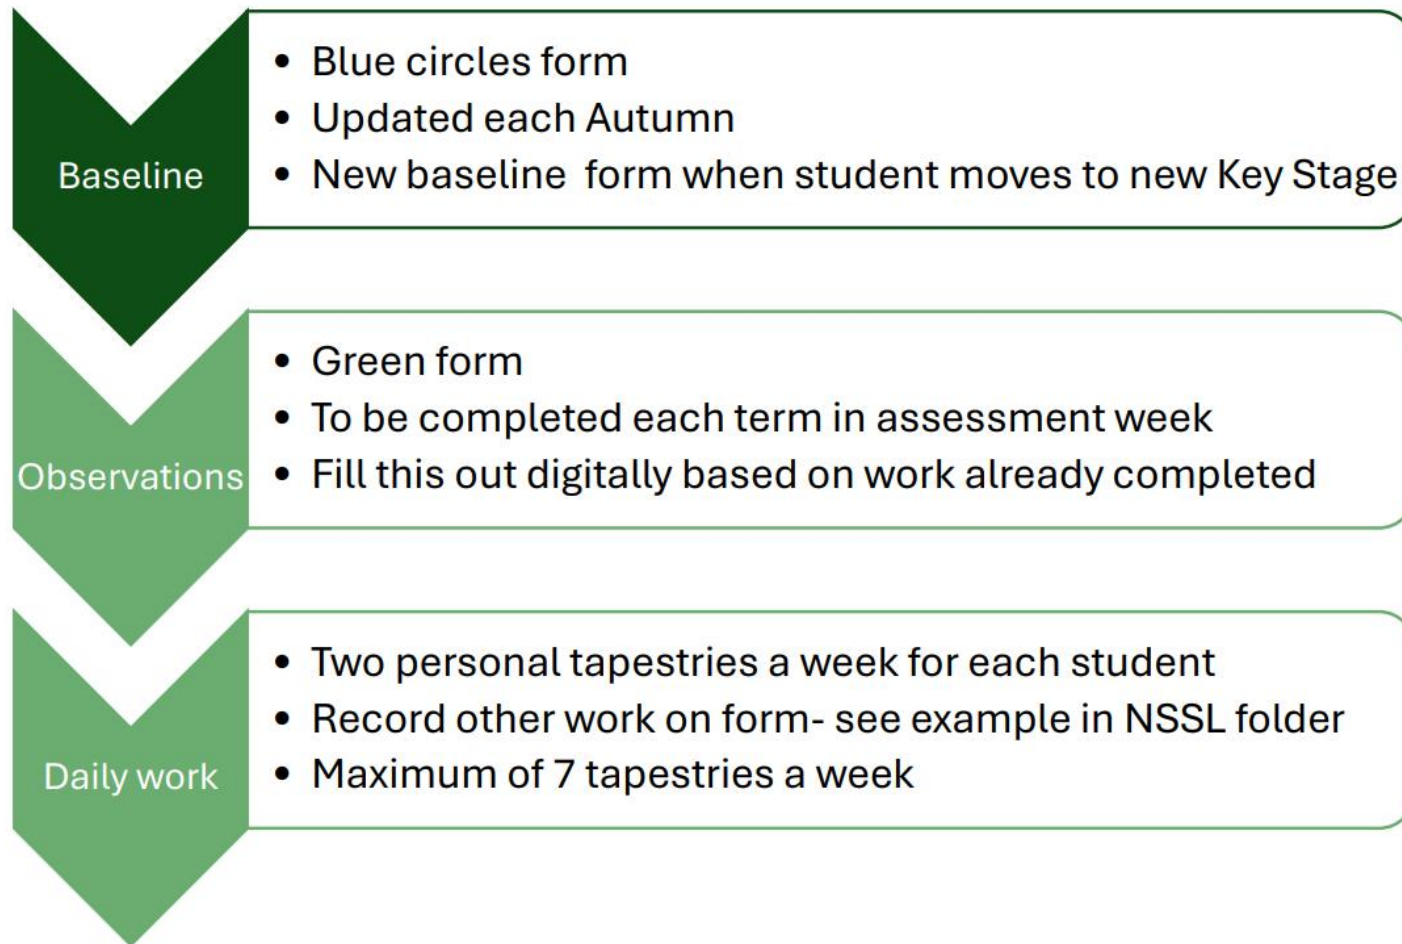 Baseline
• Blue circles form
• Updated each Autumn
• New baseline  form when student moves to new Key Stage
Observations
• Green form
• To be completed each term in assessment week
• Fill this out digitally based on work already completed
Daily work
• Two personal tapestries a week for each student
• Record other work on form- see example in NSSL folder
• Maximum of 7 tapestries a week